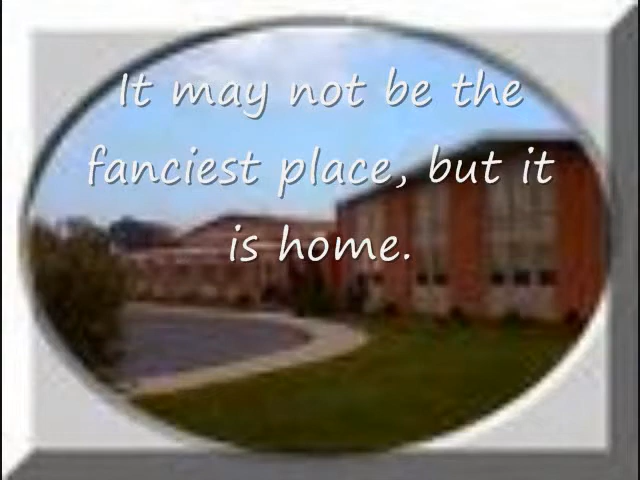 It may not be the
fanciest place, but it
is home.